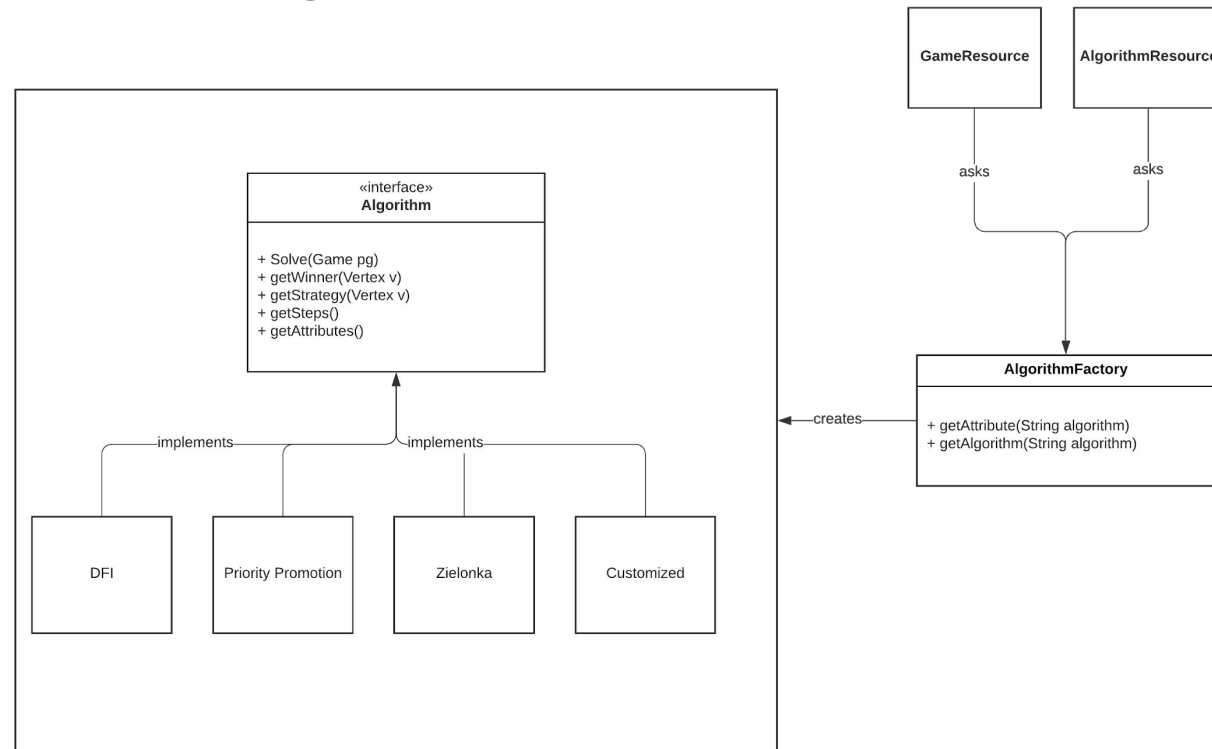 GameResource
AlgorithmResource
asks
asks
«interface»
Algorithm
+ Solve(Game pg)
+ getWinner(Vertex v)
+ getStrategy(Vertex v)
+ getSteps()
+ getAttributes()
AlgorithmFactory
+ getAttribute(String algorithm)
+ getAlgorithm(String algorithm)
creates
implements
implements
DFI
Priority Promotion
Zielonka
Customized